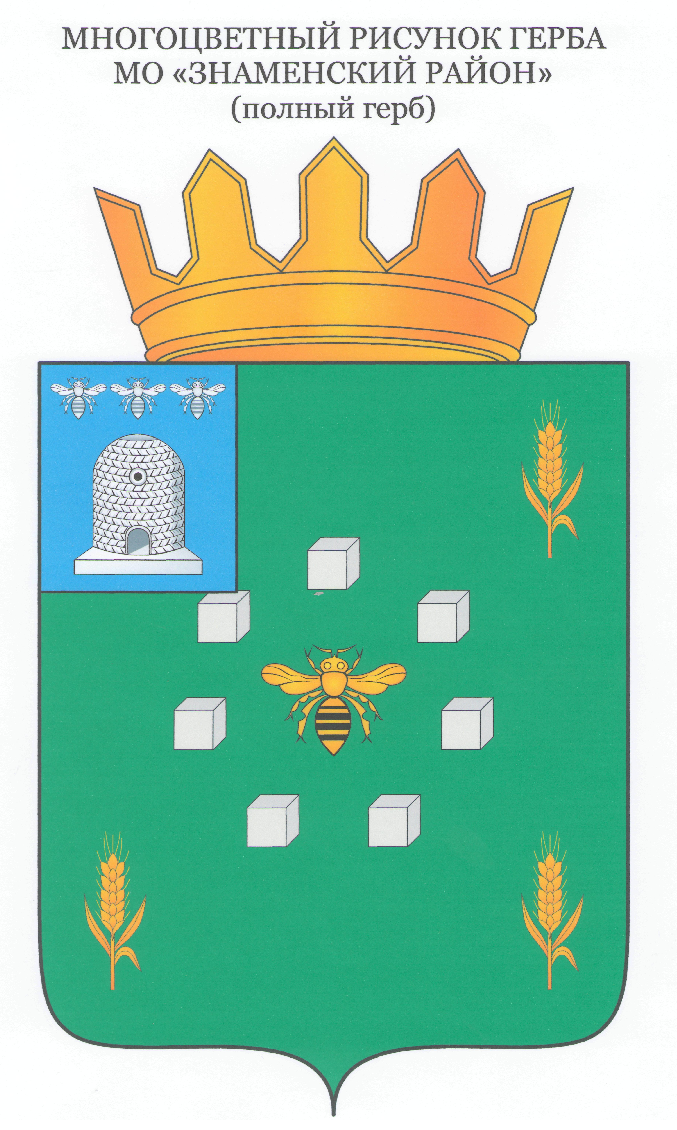 МНОГОЦВЕТНЫЙ РИСУНОК ГЕРБА
МО «ЗНАМЕНСКИЙ РАЙОН»
(полный герб)